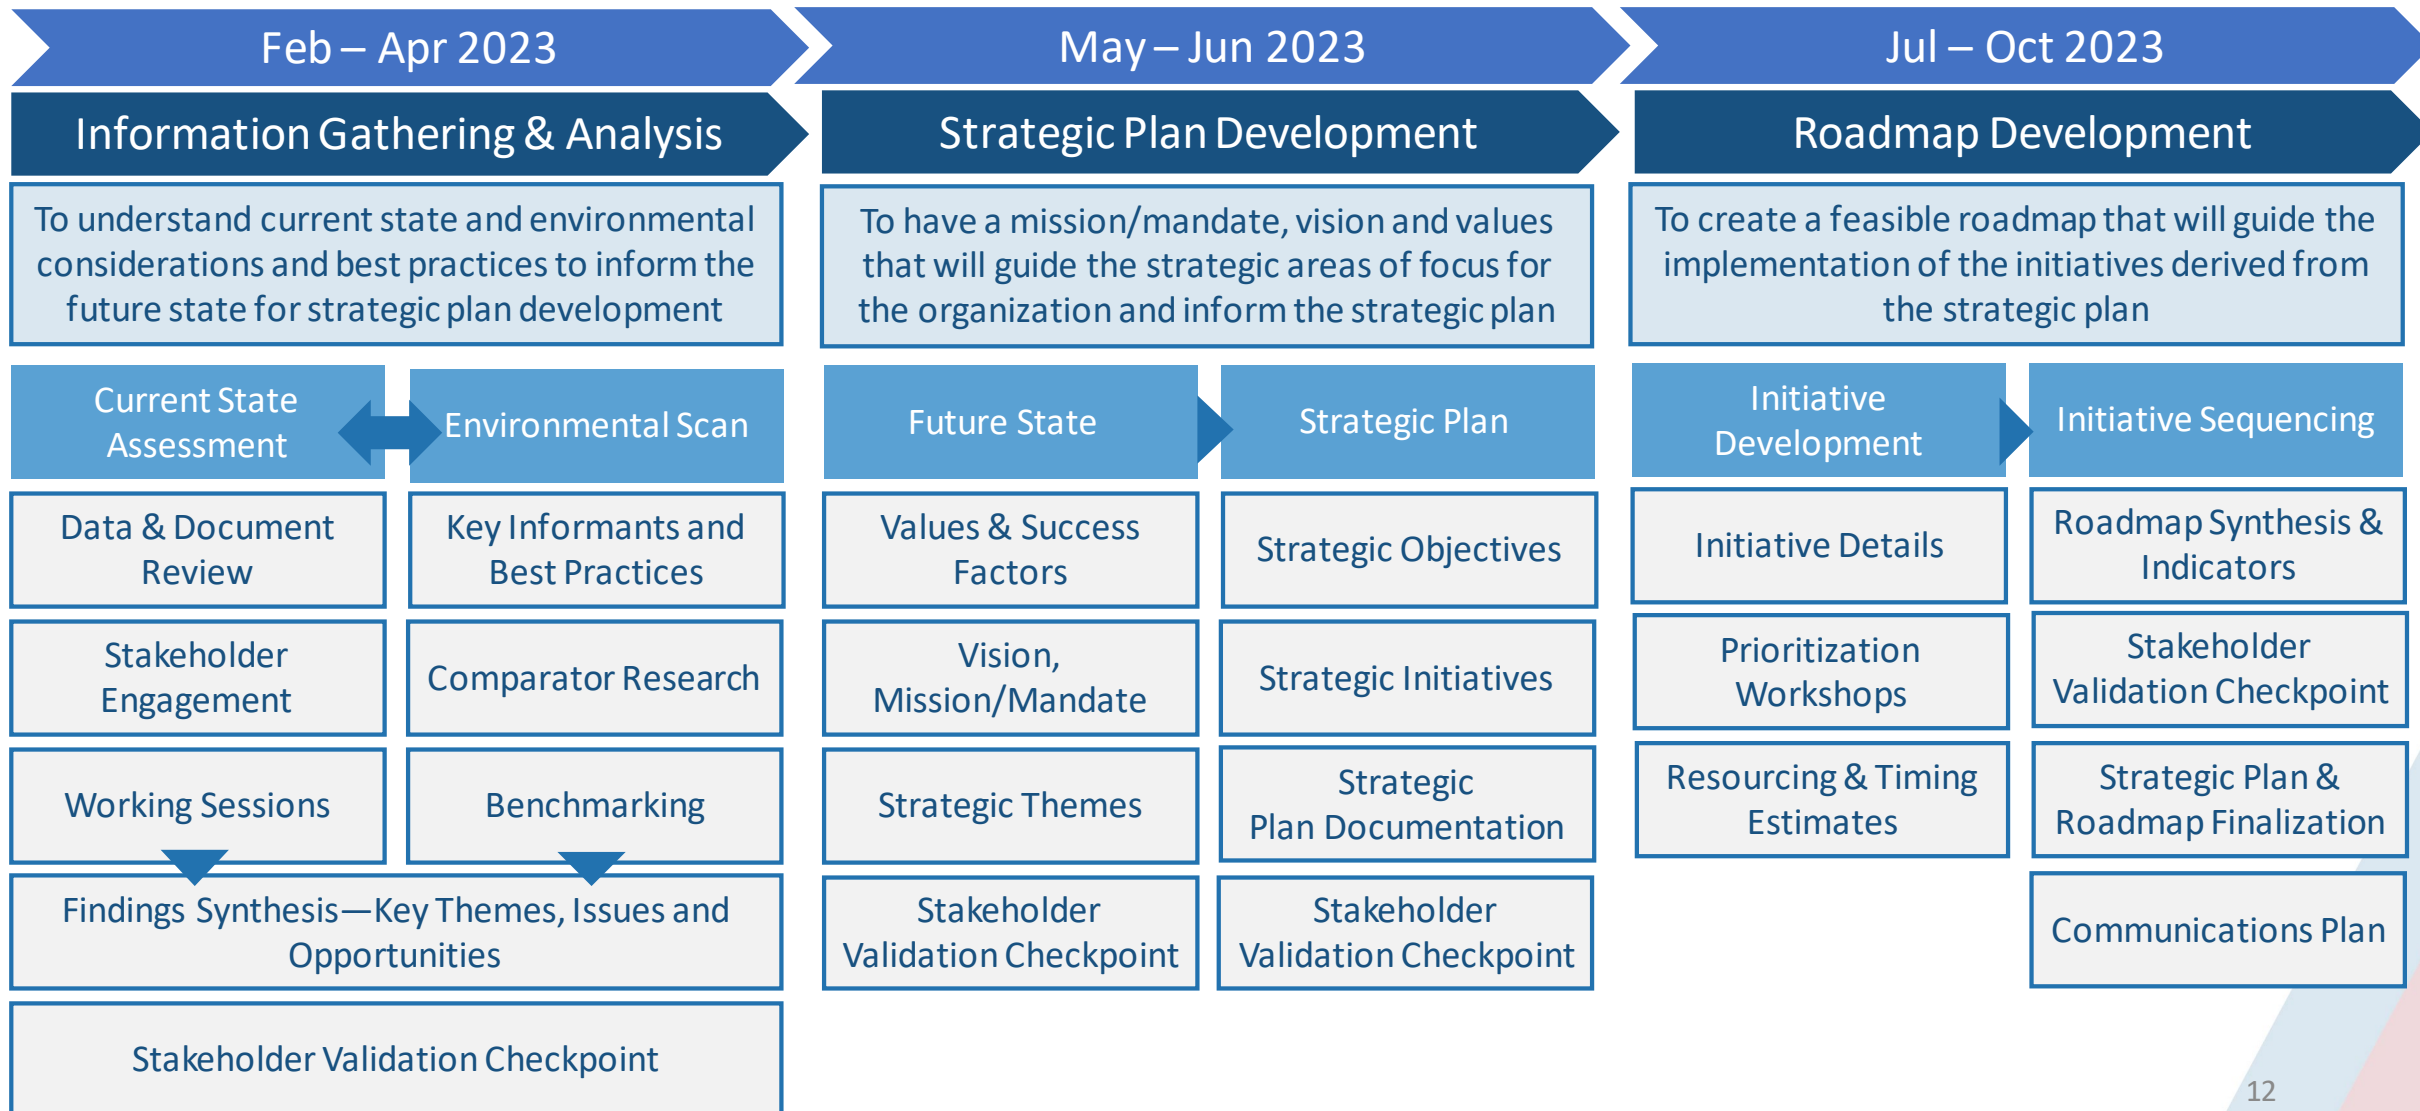 Feb – Apr 2023
May – Jun 2023
Jul – Oct 2023
Information Gathering & Analysis
Strategic Plan Development
Roadmap Development
To understand current state and environmental
considerations and best practices to inform the
future state for strategic plan development
To have a mission/mandate, vision and values
that will guide the strategic areas of focus for
the organization and inform the strategic plan
To create a feasible roadmap that will guide the
implementation of the initiatives derived from
the strategic plan
Current State
Assessment
Environmental Scan
Future State
Strategic Plan
Initiative
Development
Initiative Sequencing
Data & Document
Review
Key Informants and
Best Practices
Values & Success
Factors
Strategic Objectives
Initiative Details
Roadmap Synthesis &
Indicators
Stakeholder
Engagement
Comparator Research
Vision,
Mission/Mandate
Strategic Initiatives
Prioritization
Workshops
Stakeholder
Validation Checkpoint
Working Sessions
Benchmarking
Strategic Themes
Strategic
Plan Documentation
Resourcing & Timing
Estimates
Strategic Plan &
Roadmap Finalization
Findings Synthesis—Key Themes, Issues and
Opportunities
Stakeholder
Validation Checkpoint
Stakeholder
Validation Checkpoint
Communications Plan
Stakeholder Validation Checkpoint
12